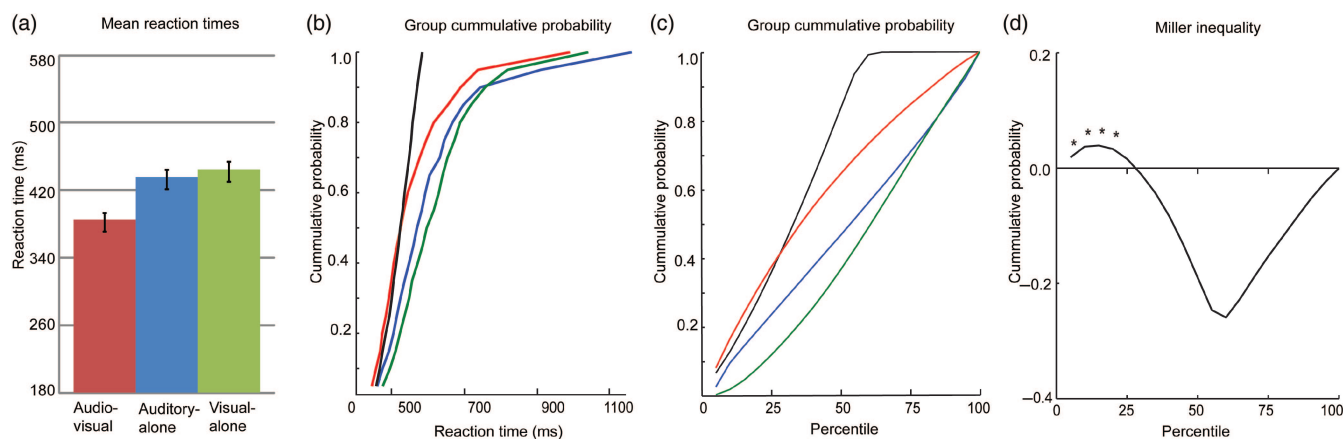 (a)
Mean reaction times
580
500
420
340
260
180
Reaction time (ms)
Audio-
visual
Auditory-
alone
Visual-
alone
(b)
Group cummulative probability
1.0
0.8
0.6
0.4
0.2
Cummulative probability
0
500
700
900
1100
Reaction time (ms)
(c)
Group cummulative probability
1.0
0.8
0.6
0.4
0.2
Cummulative probability
0
25
50
75
100
Percentile
(d)
Miller inequality
0.2
0.0
–0.2
–0.4
Cummulative probability
* * * *
0
25
50
75
100
Percentile